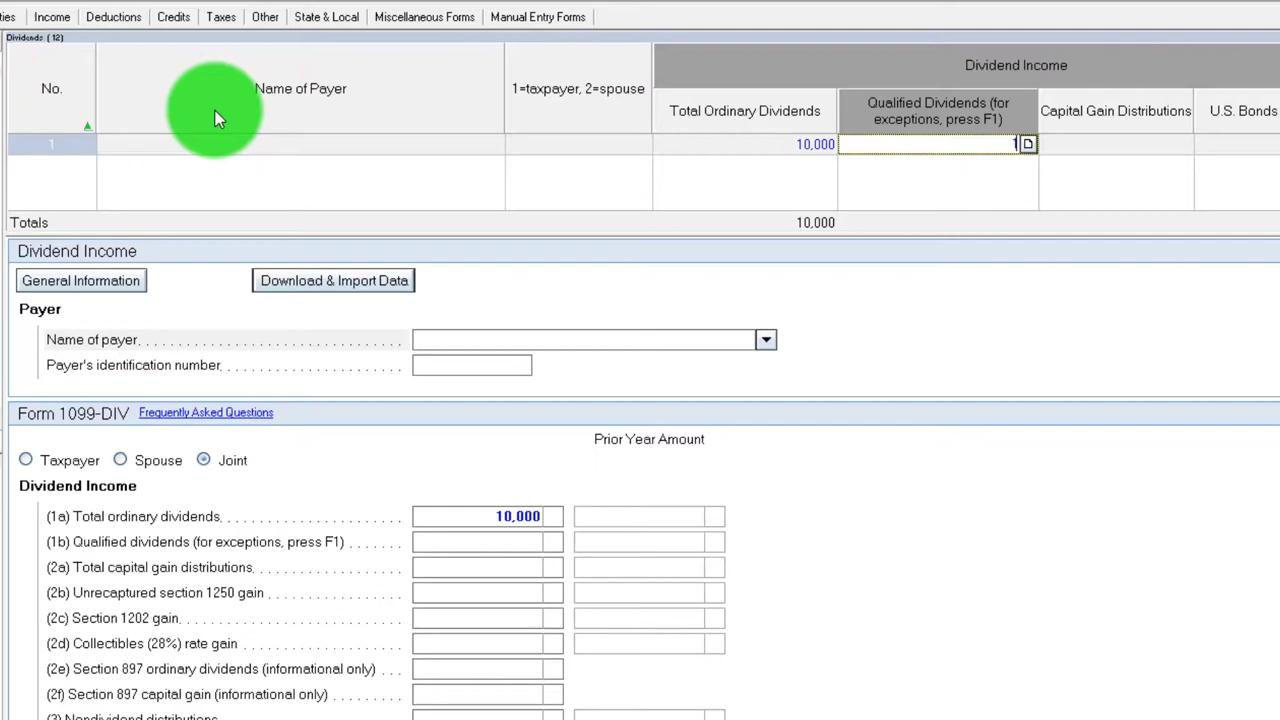 ties Income Deductions Credits Taxes Other State & Local Miscellaneous Forms Manual Entry Forms
Dividends (12)
No. Name of Payer 1=taxpayer, 2=spouse Dividend Income
Total Ordinary Dividends Qualified Dividends (for exceptions, press F1) Capital Gain Distributions U.S. Bonds
1 10,000 1
Totals 10,000
Dividend Income
General Information Download & Import Data
Payer
Name of payer
Payer's identification number
Form 1099-DIV Frequently Asked Questions
Prior Year Amount
Taxpayer Spouse Joint
Dividend Income
(1a) Total ordinary dividends 10,000
(1b) Qualified dividends (for exceptions, press F1)
(2a) Total capital gain distributions
(2b) Unrecaptured section 1250 gain
(2c) Section 1202 gain
(2d) Collectibles (28%) rate gain
(2e) Section 897 ordinary dividends (informational only)
(2f) Section 897 capital gain (informational only)
(3) Nondividend distributions